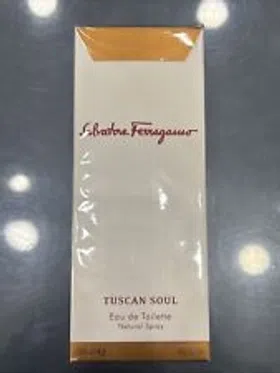 Salvatore Ferragamo
TUSCAN SOUL
Eau de Toilette
Natural Spray